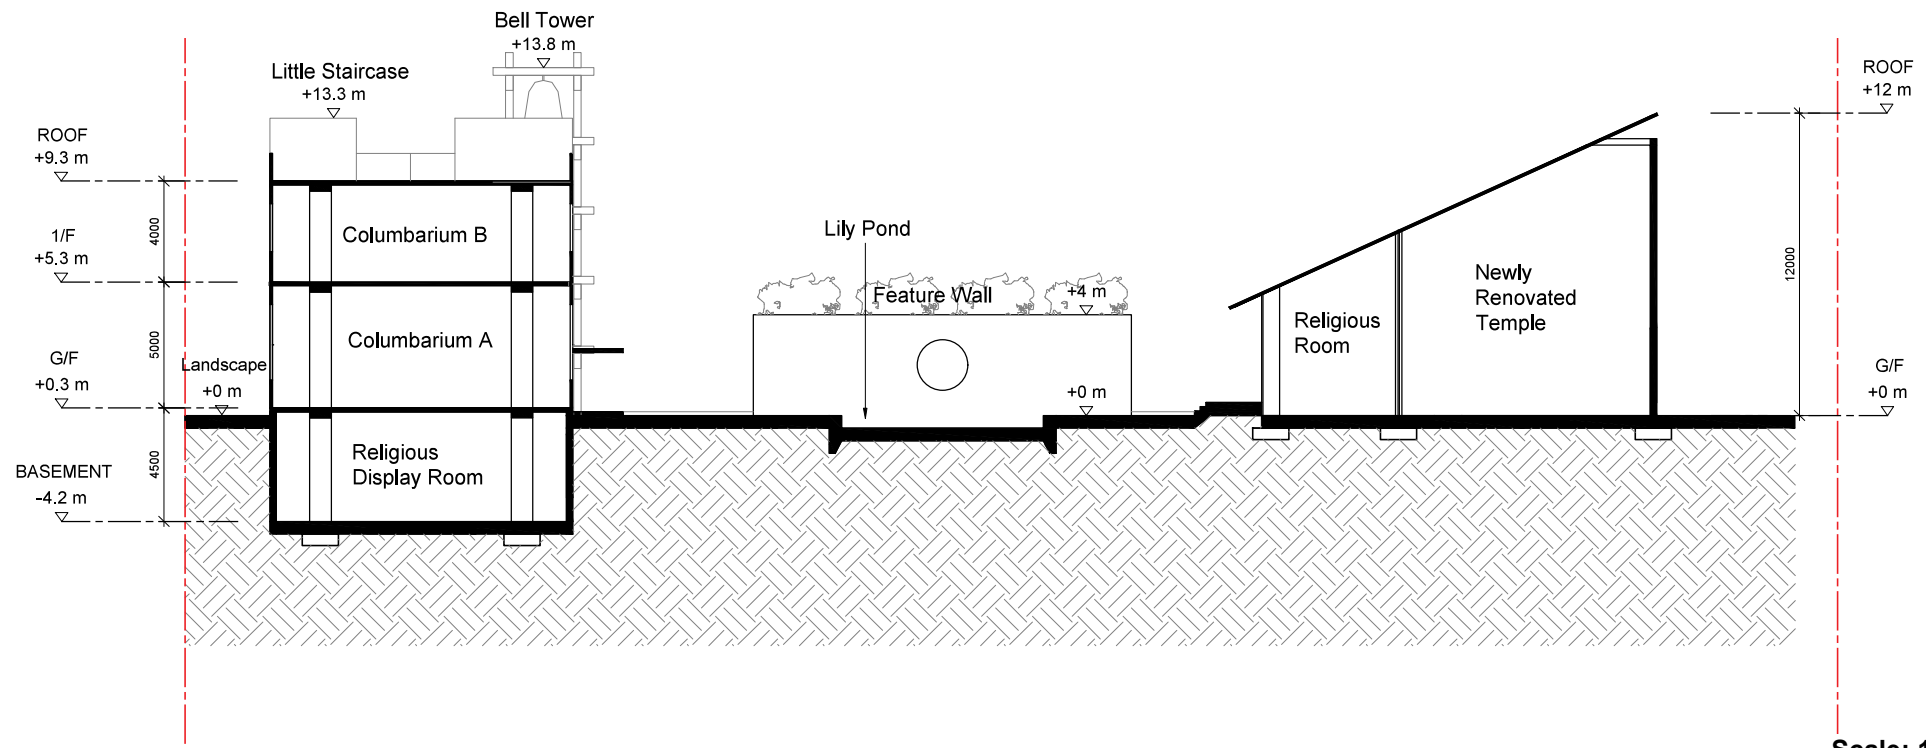 Bell Tower
+13.8 m
Little Staircase
+13.3 m
ROOF
+9.3 m
ROOF
+12 m
4000
Columbarium B
1/F
+5.3 m
Lily Pond
12000
Feature Wall
+4 m
Newly
Renovated
Temple
Religious
Room
5000
Columbarium A
G/F
+0.3 m
Landscape
+0 m
+0 m
G/F
+0 m
4500
Religious
Display Room
BASEMENT
-4.2 m